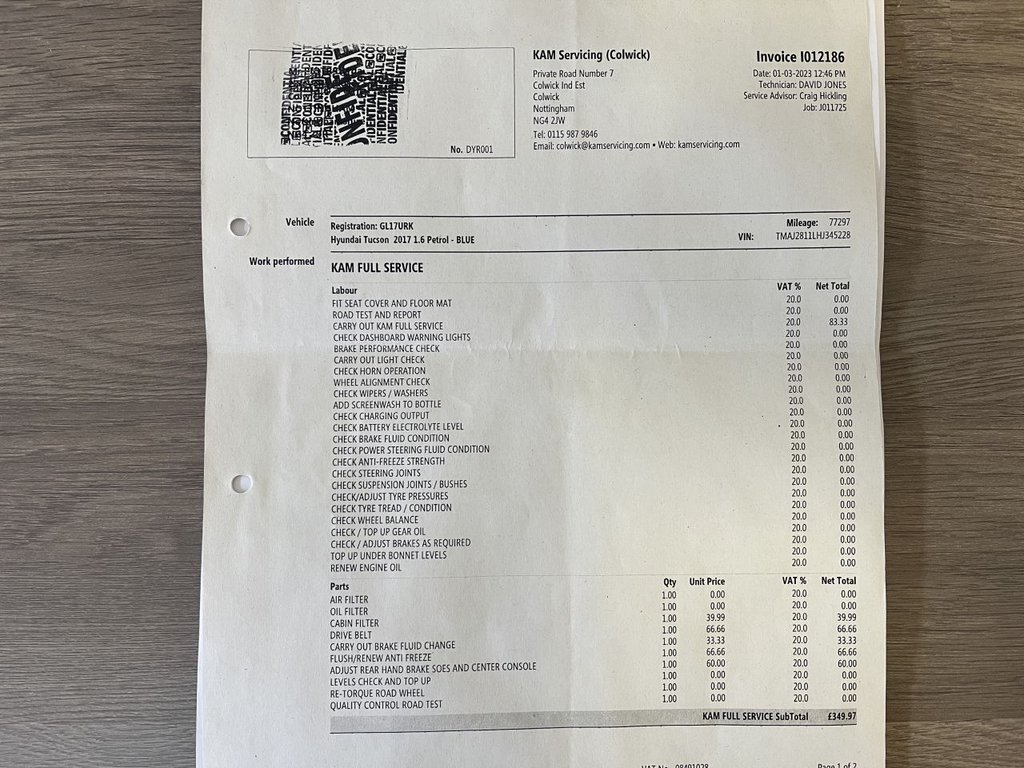 No. DYR001
KAM Servicing (Colwick)
Private Road Number 7
Colwick Ind Est
Colwick
Nottingham
NG4 2JW
Tel: 0115 987 9846
Email: colwick@kamservicing.com • Web: kamservicing.com
Invoice I012186
Date: 01-03-2023 12:46 PM
Technician: DAVID JONES
Service Advisor: Craig Hickling
Job: J011725
Vehicle
Registration: GL17URK Mileage: 77297
Hyundai Tucson 2017 1.6 Petrol - BLUE VIN: TMAJ2811LHJ345228
Work performed
KAM FULL SERVICE
Labour VAT % Net Total
FIT SEAT COVER AND FLOOR MAT 20.0 0.00
ROAD TEST AND REPORT 20.0 0.00
CARRY OUT KAM FULL SERVICE 20.0 83.33
CHECK DASHBOARD WARNING LIGHTS 20.0 0.00
BRAKE PERFORMANCE CHECK 20.0 0.00
CARRY OUT LIGHT CHECK 20.0 0.00
CHECK HORN OPERATION 20.0 0.00
WHEEL ALIGNMENT CHECK 20.0 0.00
CHECK WIPERS / WASHERS 20.0 0.00
ADD SCREENWASH TO BOTTLE 20.0 0.00
CHECK CHARGING OUTPUT 20.0 0.00
CHECK BATTERY ELECTROLYTE LEVEL 20.0 0.00
CHECK BRAKE FLUID CONDITION 20.0 0.00
CHECK POWER STEERING FLUID CONDITION 20.0 0.00
CHECK ANTI-FREEZE STRENGTH 20.0 0.00
CHECK STEERING JOINTS 20.0 0.00
CHECK SUSPENSION JOINTS / BUSHES 20.0 0.00
CHECK/ADJUST TYRE PRESSURES 20.0 0.00
CHECK TYRE TREAD / CONDITION 20.0 0.00
CHECK WHEEL BALANCE 20.0 0.00
CHECK / TOP UP GEAR OIL 20.0 0.00
CHECK / ADJUST BRAKES AS REQUIRED 20.0 0.00
TOP UP UNDER BONNET LEVELS 20.0 0.00
RENEW ENGINE OIL 20.0 0.00
Parts Qty Unit Price VAT % Net Total
AIR FILTER 1.00 0.00 20.0 0.00
OIL FILTER 1.00 0.00 20.0 0.00
CABIN FILTER 1.00 39.99 20.0 39.99
DRIVE BELT 1.00 66.66 20.0 66.66
CARRY OUT BRAKE FLUID CHANGE 1.00 33.33 20.0 33.33
FLUSH/RENEW ANTI FREEZE 1.00 66.66 20.0 66.66
ADJUST REAR HAND BRAKE SOES AND CENTER CONSOLE 1.00 60.00 20.0 60.00
LEVELS CHECK AND TOP UP 1.00 0.00 20.0 0.00
RE-TORQUE ROAD WHEEL 1.00 0.00 20.0 0.00
QUALITY CONTROL ROAD TEST 1.00 0.00 20.0 0.00
KAM FULL SERVICE SubTotal £349.97
VAT No. Page 1 of 2